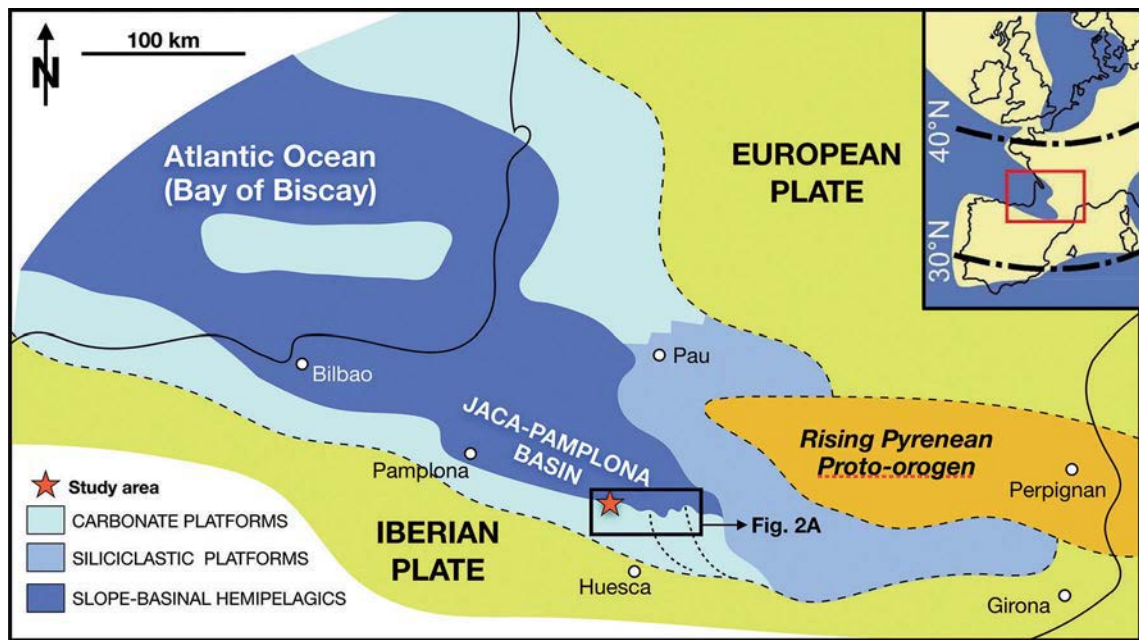 N
100 km
Atlantic Ocean
(Bay of Biscay)
EUROPEAN
PLATE
40°N
30°N
Bilbao
Pau
JACA-PAMPLONA
BASIN
Pamplona
Rising Pyrenean
Proto-orogen
Perpignan
Study area
CARBONATE PLATFORMS
SILICICLASTIC PLATFORMS
SLOPE-BASINAL HEMIPELAGICS
IBERIAN
PLATE
Fig. 2A
Huesca
Girona